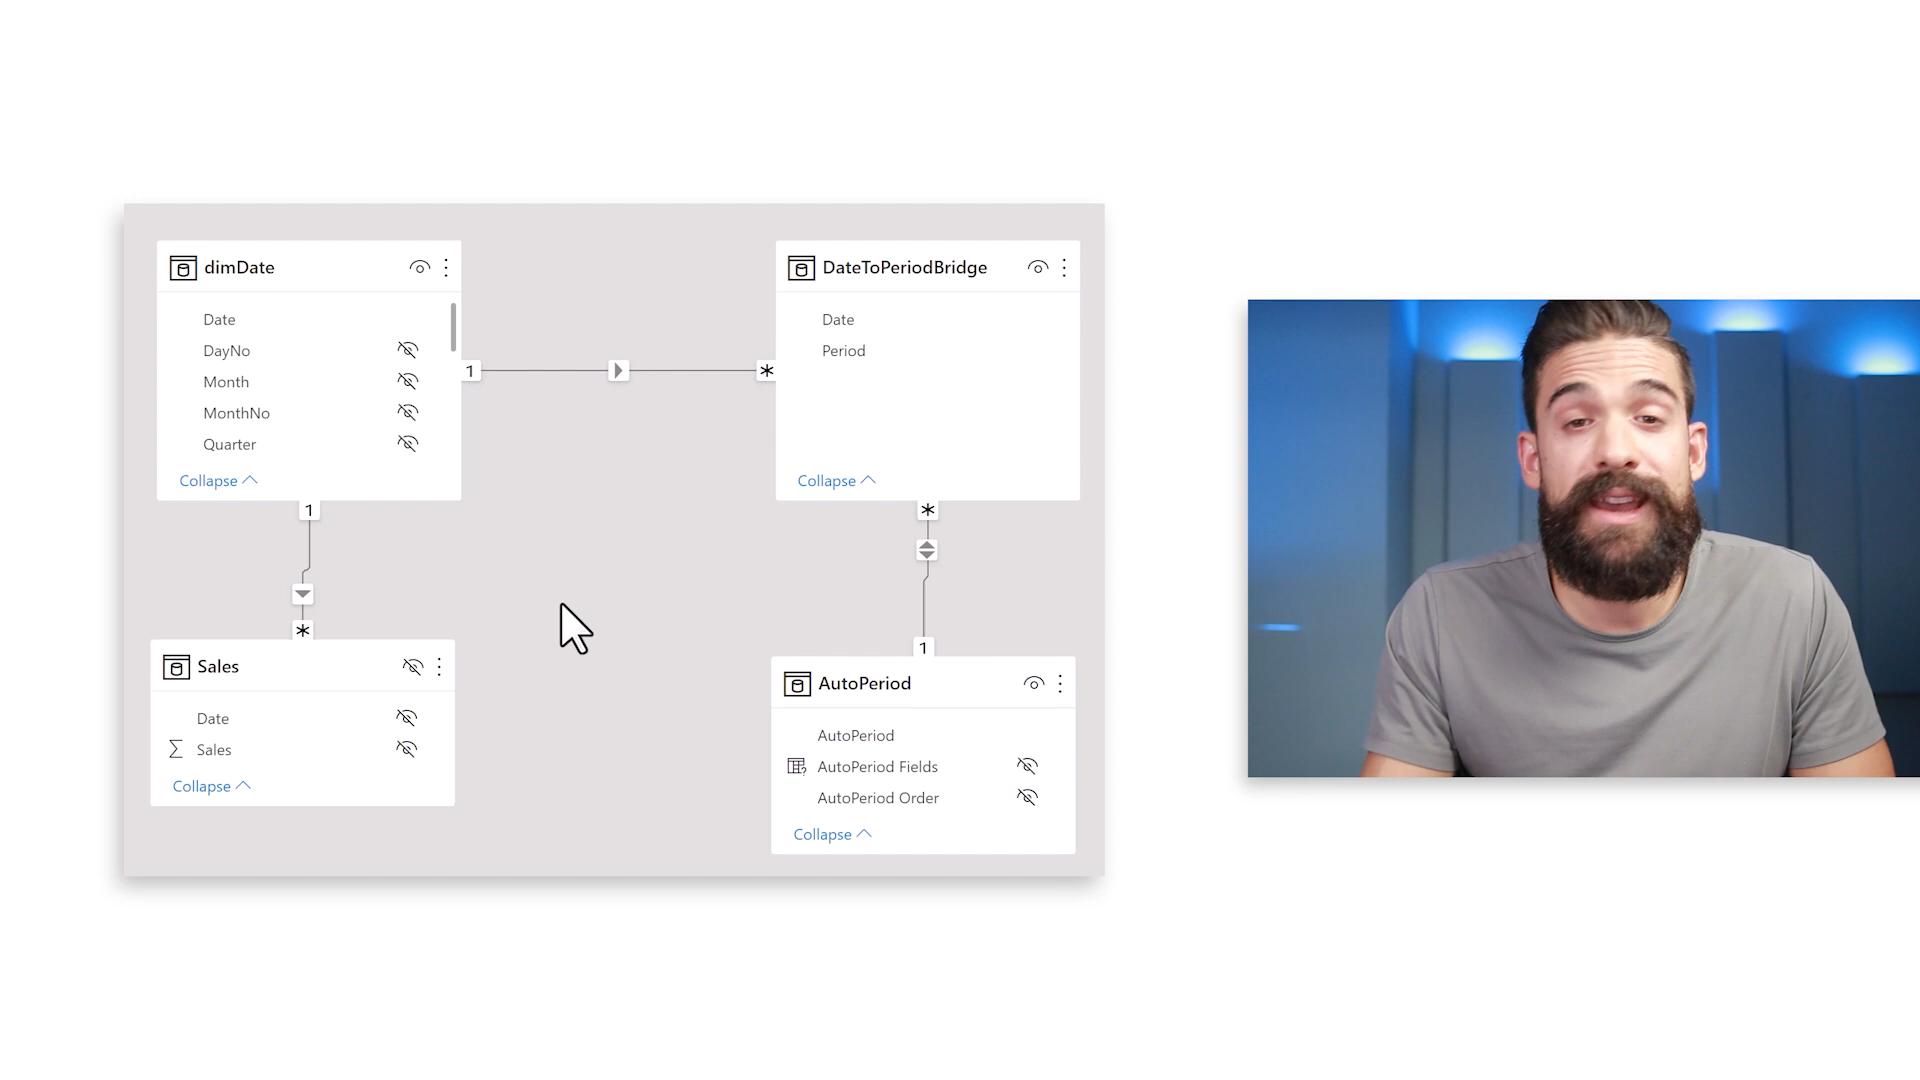 dimDate
Date
DayNo
Month
MonthNo
Quarter
Collapse
1
1
*
DateToPeriodBridge
Date
Period
Collapse
*
1
*
Sales
Date
Sales
Collapse
AutoPeriod
AutoPeriod
AutoPeriod Fields
AutoPeriod Order
Collapse